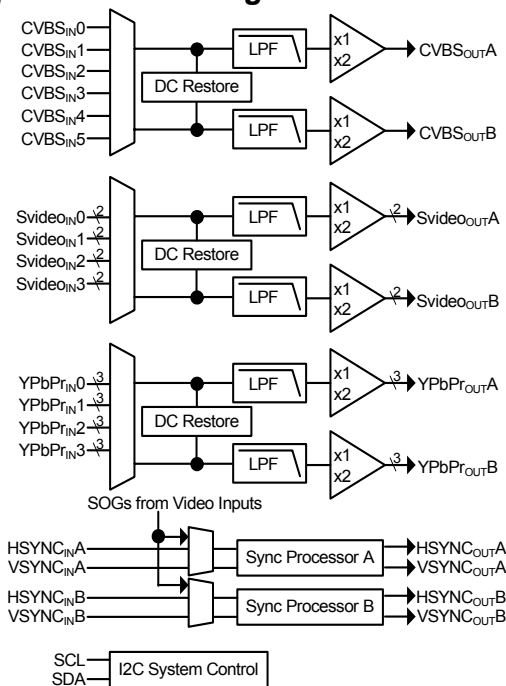 CVBSIN0
CVBSIN1
CVBSIN2
CVBSIN3
CVBSIN4
CVBSIN5
DC Restore
LPF
x1
x2
CVBSOUTA
LPF
x1
x2
CVBSOUTB
SvideoIN0 2
SvideoIN1 2
SvideoIN2 2
SvideoIN3 2
DC Restore
LPF
x1
x2
2 SvideoOUTA
LPF
x1
x2
2 SvideoOUTB
YPbPrIN0 3
YPbPrIN1 3
YPbPrIN2 3
YPbPrIN3 3
DC Restore
LPF
x1
x2
3 YPbPrOUTA
LPF
x1
x2
3 YPbPrOUTB
SOGs from Video Inputs
HSYNCINA
VSYNCINA
Sync Processor A
HSYNCOUTA
VSYNCOUTA
HSYNCINB
VSYNCINB
Sync Processor B
HSYNCOUTB
VSYNCOUTB
SCL
SDA
I2C System Control